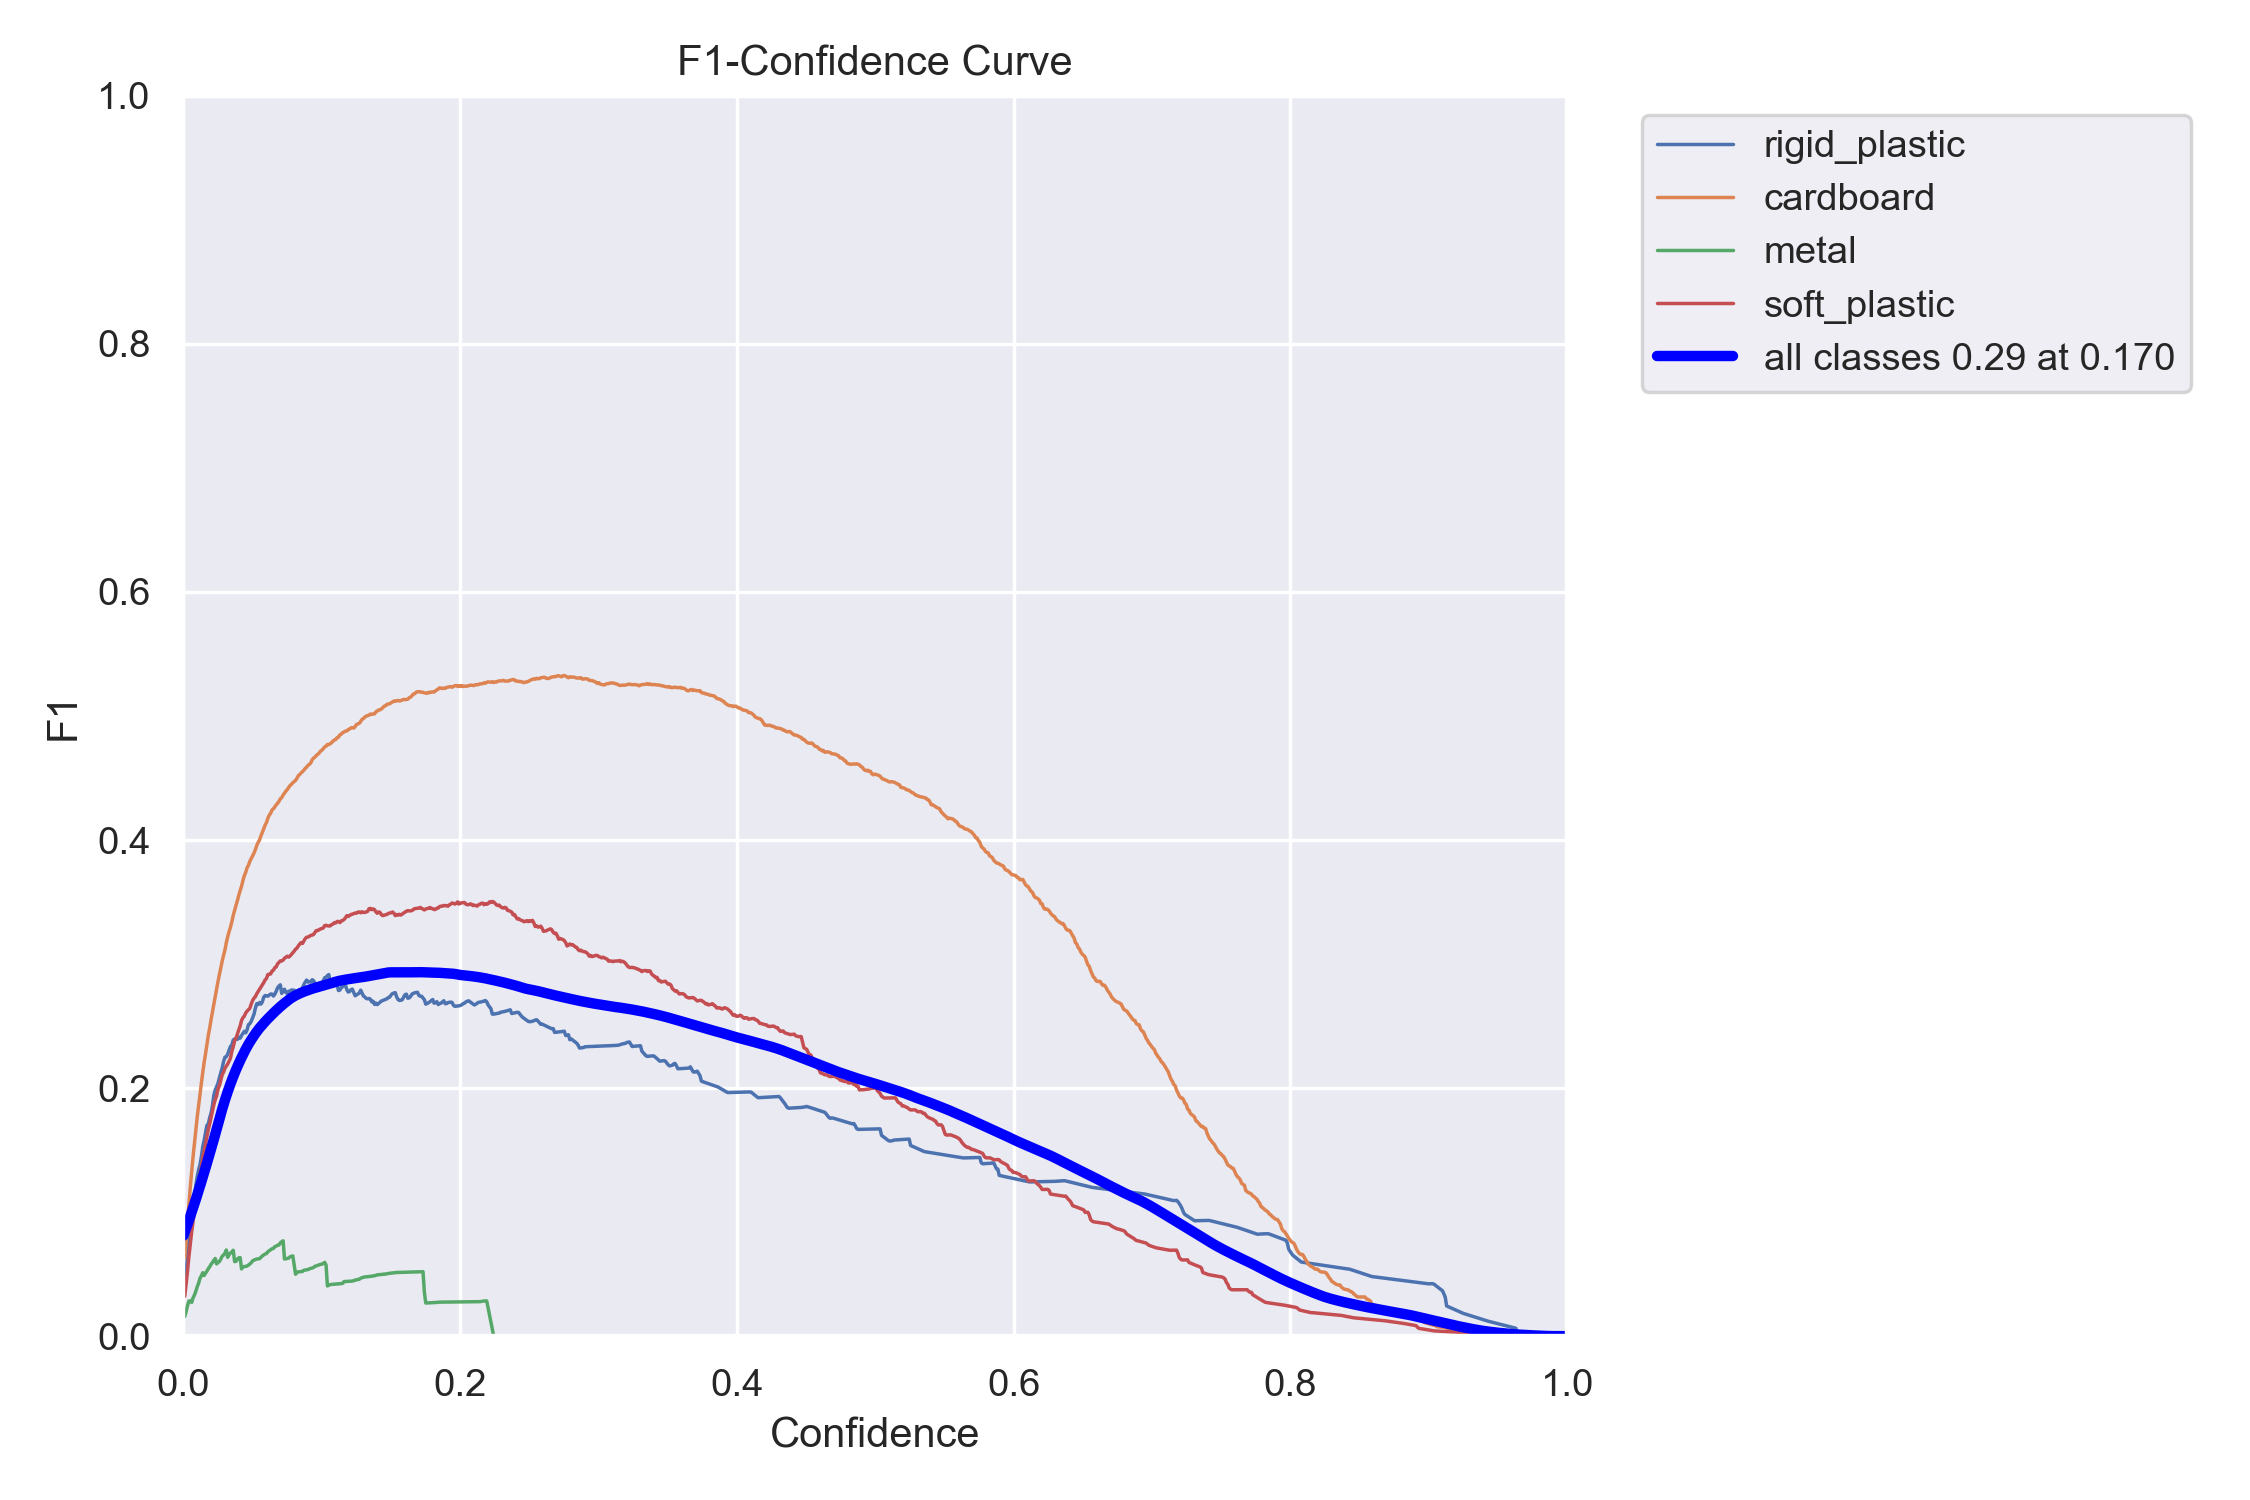 F1-Confidence Curve
1.0
0.8
0.6
0.4
0.2
0.0
F1
0.0 0.2 0.4 0.6 0.8 1.0
Confidence
rigid_plastic
cardboard
metal
soft_plastic
all classes 0.29 at 0.170